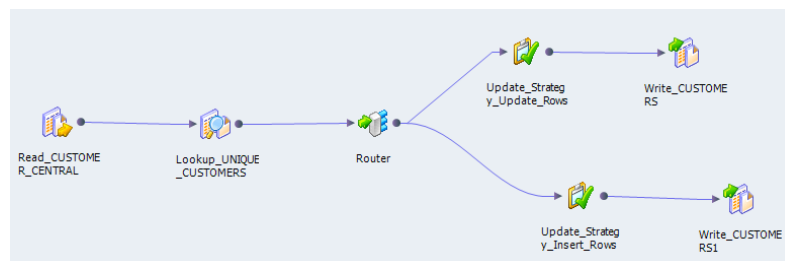 Update_Strateg
y_Update_Rows
Write_CUSTOME
RS
Read_CUSTOME
R_CENTRAL
Lookup_UNIQUE
_CUSTOMERS
Router
Update_Strateg
y_Insert_Rows
Write_CUSTOME
RS1